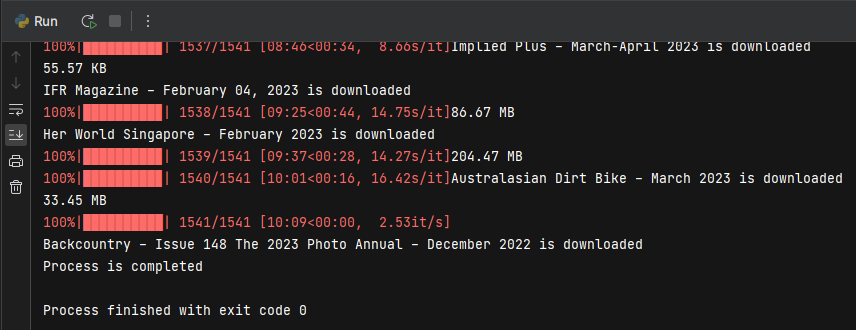 Run
100%|██████████| 1537/1541 [08:46<00:34,  8.66s/it]Implied Plus – March-April 2023 is downloaded
55.57 KB
IFR Magazine – February 04, 2023 is downloaded
100%|██████████| 1538/1541 [09:25<00:44, 14.75s/it]86.67 MB
Her World Singapore – February 2023 is downloaded
100%|██████████| 1539/1541 [09:37<00:28, 14.27s/it]204.47 MB
100%|██████████| 1540/1541 [10:01<00:16, 16.42s/it]Australasian Dirt Bike – March 2023 is downloaded
33.45 MB
100%|██████████| 1541/1541 [10:09<00:00,  2.53it/s]
Backcountry – Issue 148 The 2023 Photo Annual – December 2022 is downloaded
Process is completed
Process finished with exit code 0